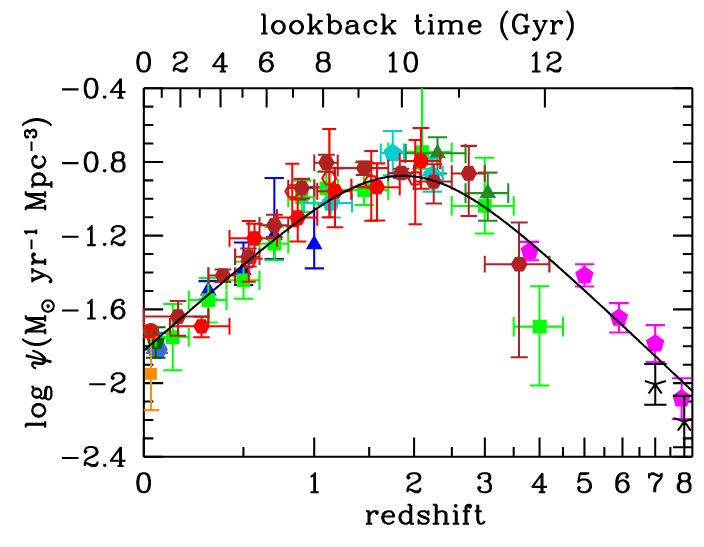 lookback time (Gyr)
0 2 4 6 8 10 12
−0.4
−0.8
−1.2
−1.6
−2
−2.4
log ψ(M⊙ yr⁻¹ Mpc⁻³)
0 1 2 3 4 5 6 7 8
redshift